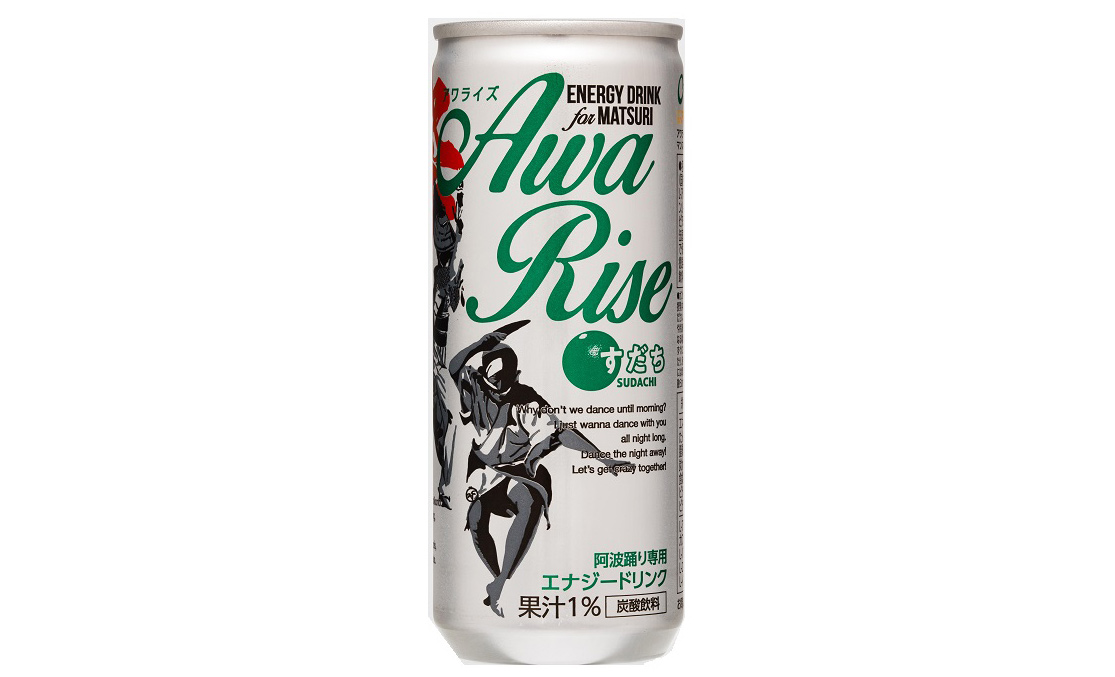 ワライズ
ENERGY DRINK
for MATSURI
Awa
Rise
すだち
SUDACHI
Why don't we dance until morning?
I just wanna dance with you
all night long.
Dance the night away!
Let's get crazy together!
阿波踊り専用
エナジードリンク
果汁1%
炭酸飲料